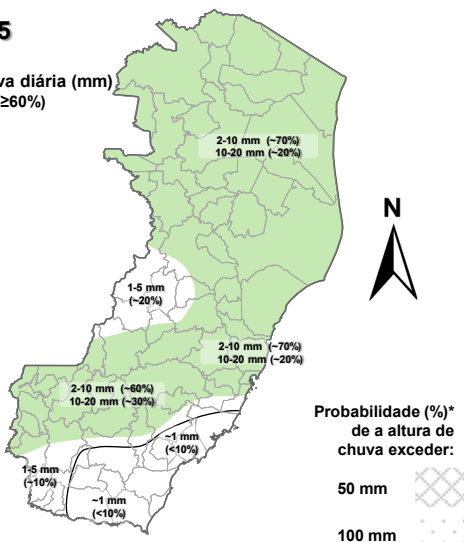 5
va diária (mm)
≥60%)
2-10 mm (~70%)
10-20 mm (~20%)
N
1-5 mm
(~20%)
2-10 mm (~70%)
10-20 mm (~20%)
2-10 mm (~60%)
10-20 mm (~30%)
Probabilidade (%)*
de a altura de
chuva exceder:
~1 mm
(<10%)
1-5 mm
(~10%)
50 mm
~1 mm
(<10%)
100 mm